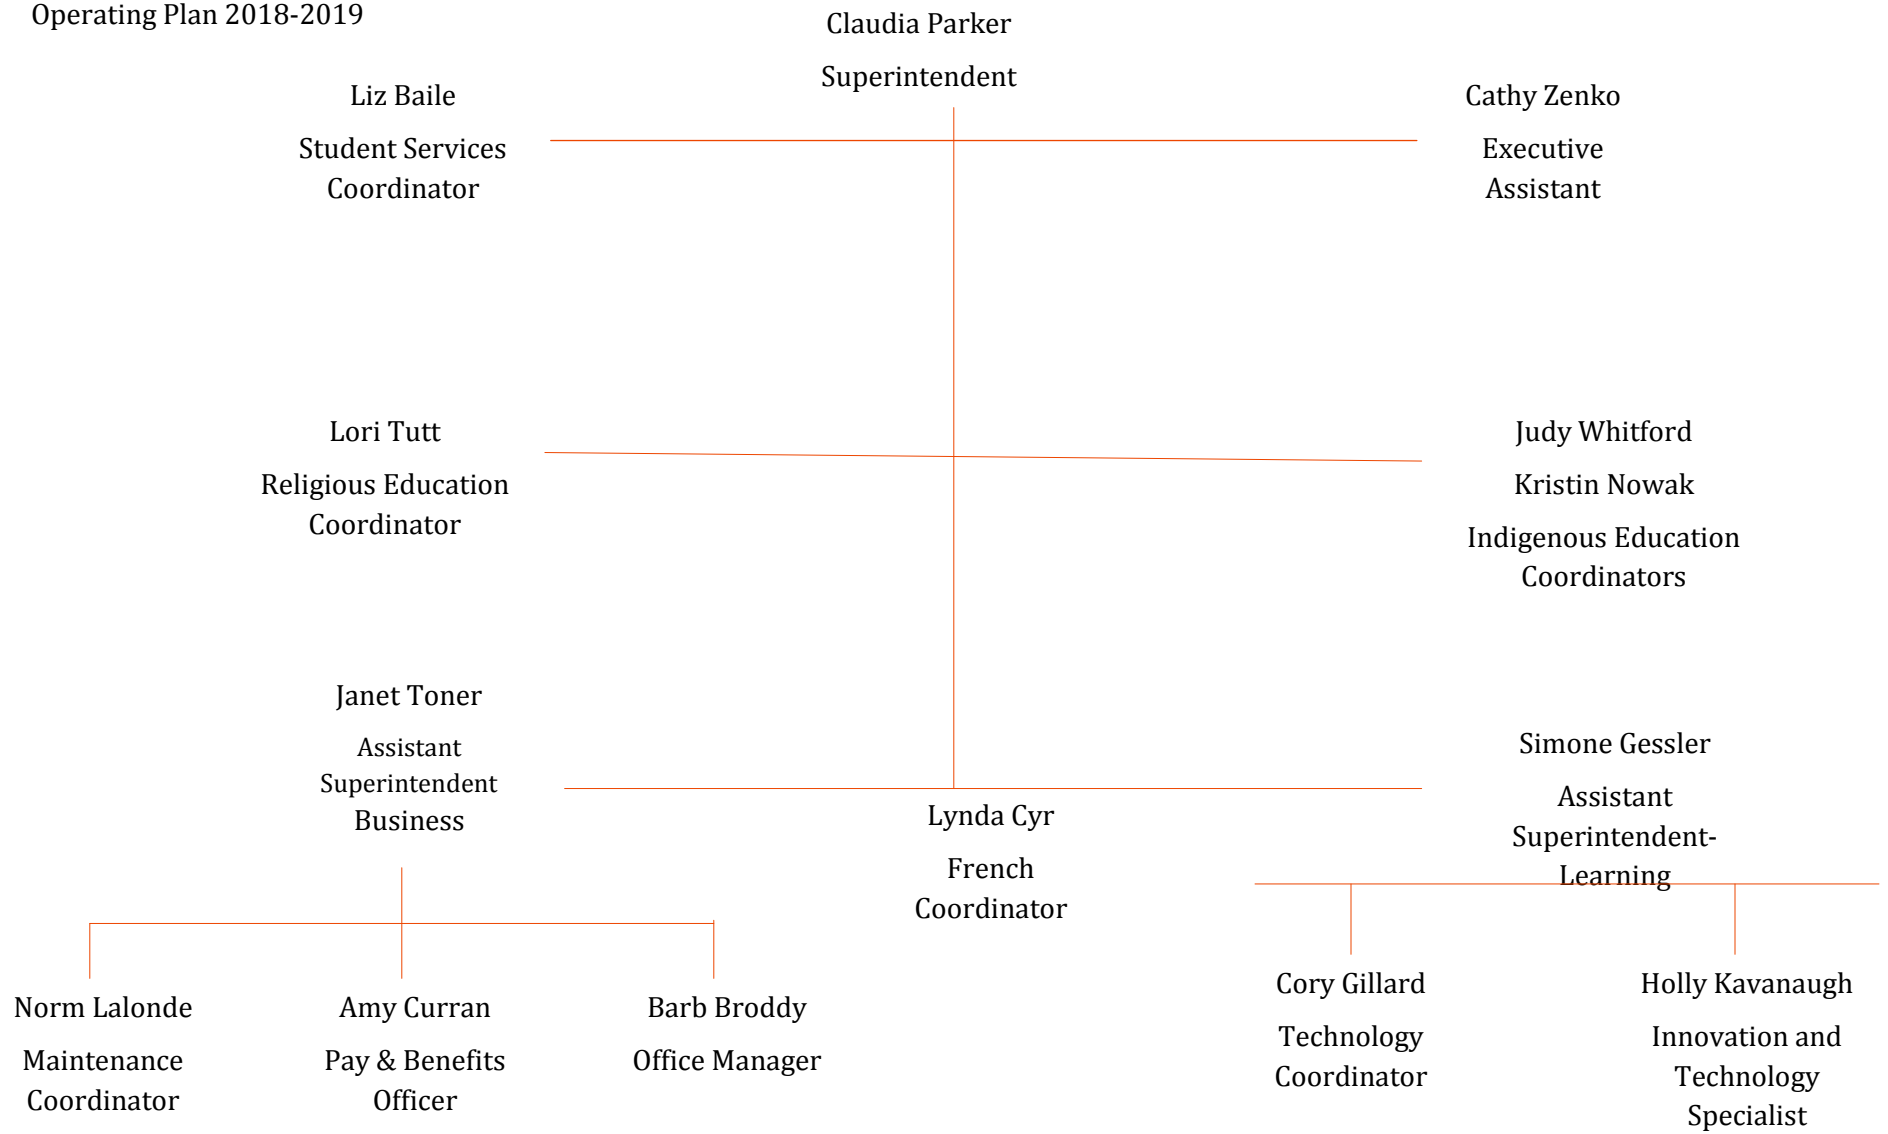 Operating Plan 2018-2019
Claudia Parker
Superintendent
Liz Baile
Student Services
Coordinator
Cathy Zenko
Executive
Assistant
Lori Tutt
Religious Education
Coordinator
Judy Whitford
Kristin Nowak
Indigenous Education
Coordinators
Janet Toner
Assistant
Superintendent
Business
Lynda Cyr
French
Coordinator
Simone Gessler
Assistant
Superintendent-
Learning
Norm Lalonde
Maintenance
Coordinator
Amy Curran
Pay & Benefits
Officer
Barb Broddy
Office Manager
Cory Gillard
Technology
Coordinator
Holly Kavanaugh
Innovation and
Technology
Specialist